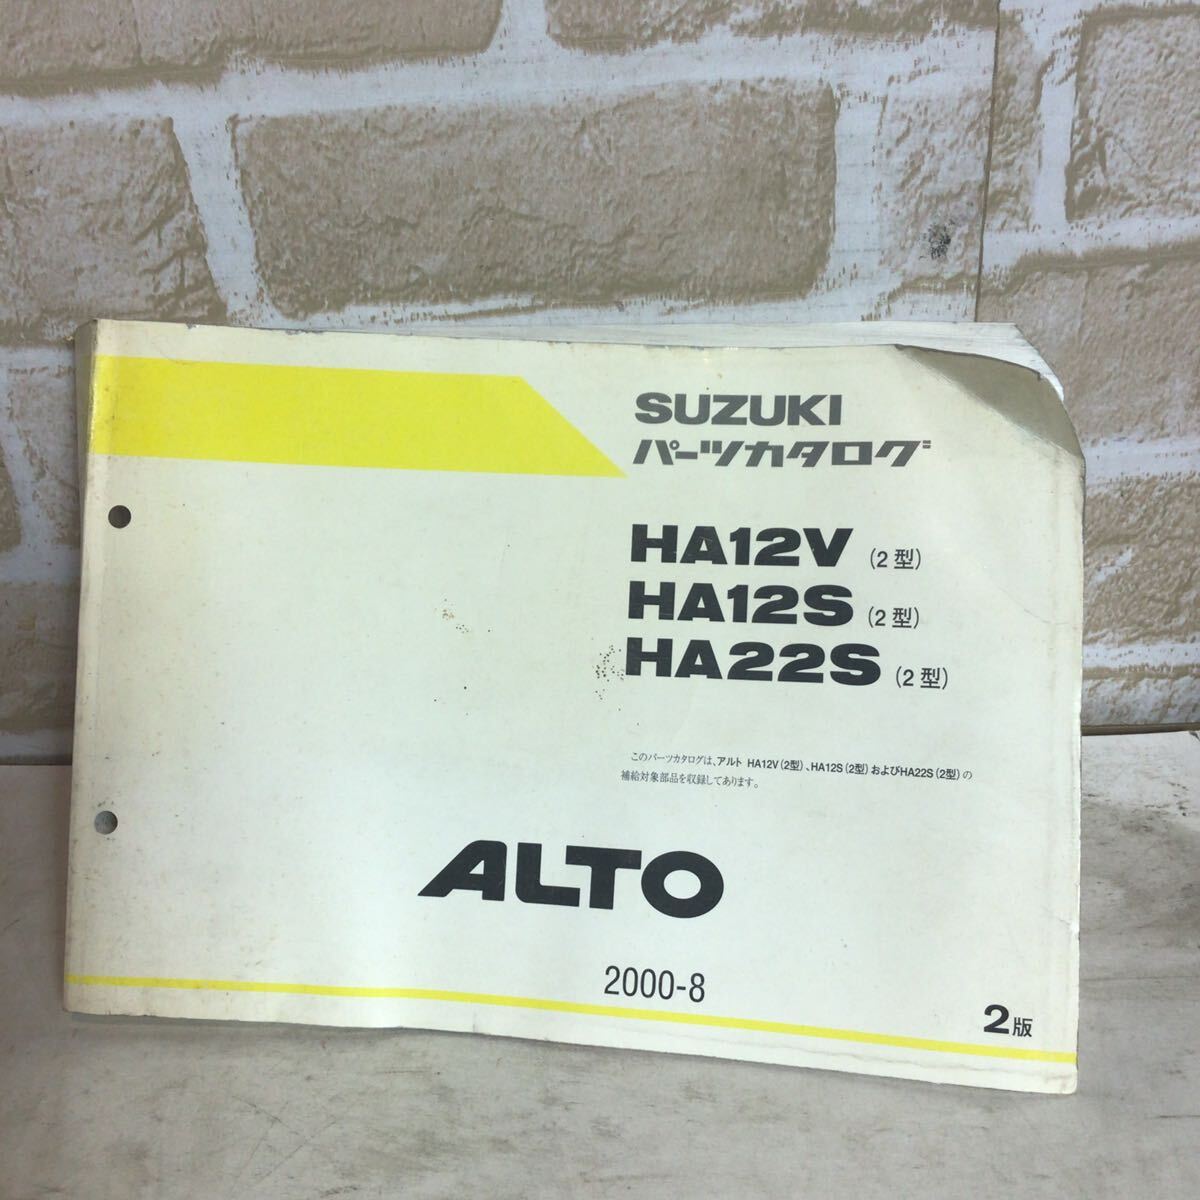 SUZUKI
パーツカタログ
HA12V (2型)
HA12S (2型)
HA22S (2型)
このパーツカタログは、アルト HA12V(2型)、HA12S(2型)およびHA22S(2型)の
補給対象部品を収録してあります。
ALTO
2000-8
2版